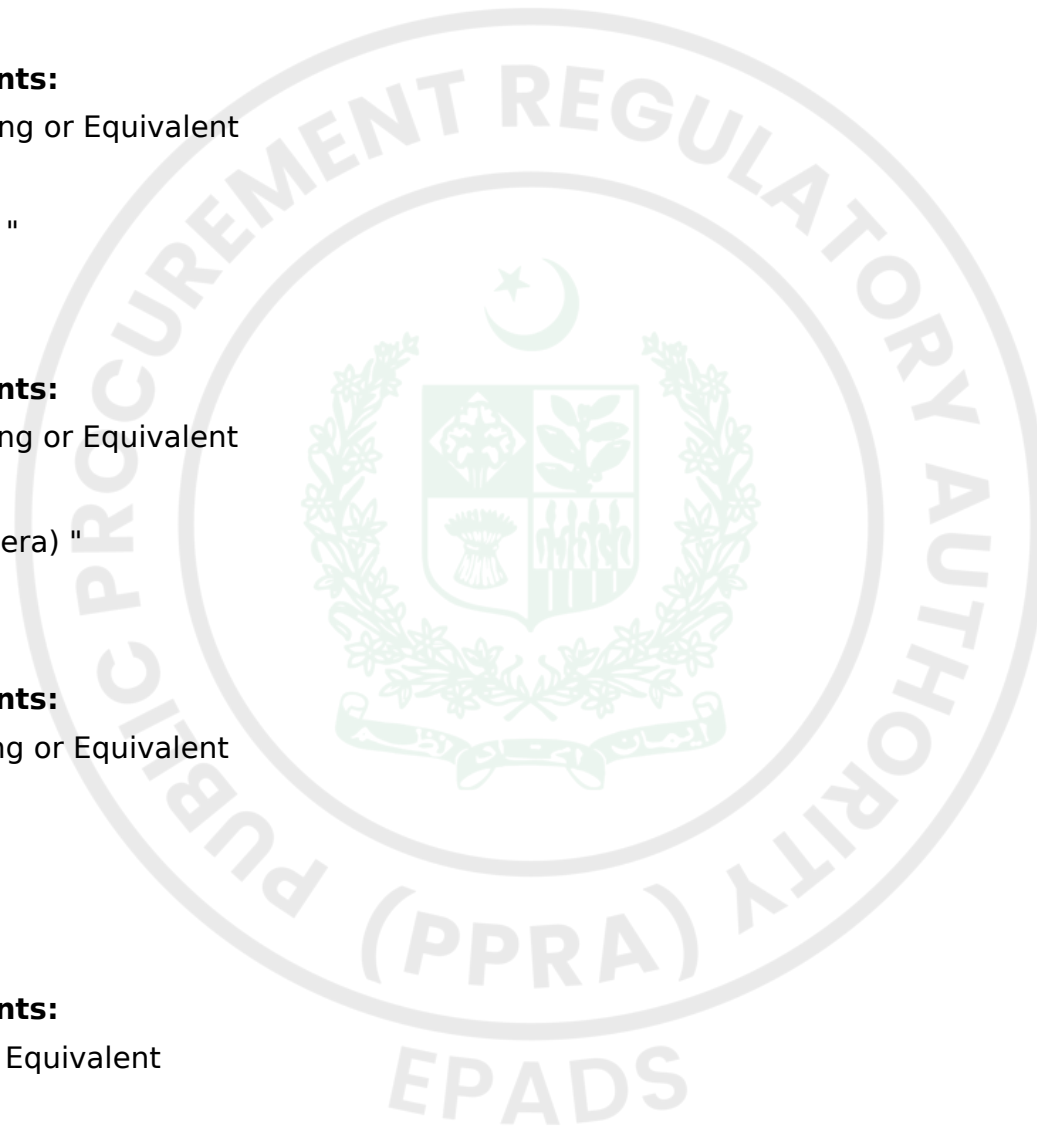 nts:
ng or Equivalent
"
nts:
ng or Equivalent
era) "
nts:
ng or Equivalent
nts:
Equivalent
PUBLIC PROCUREMENT REGULATORY AUTHORITY
(PPRA)
EPADS